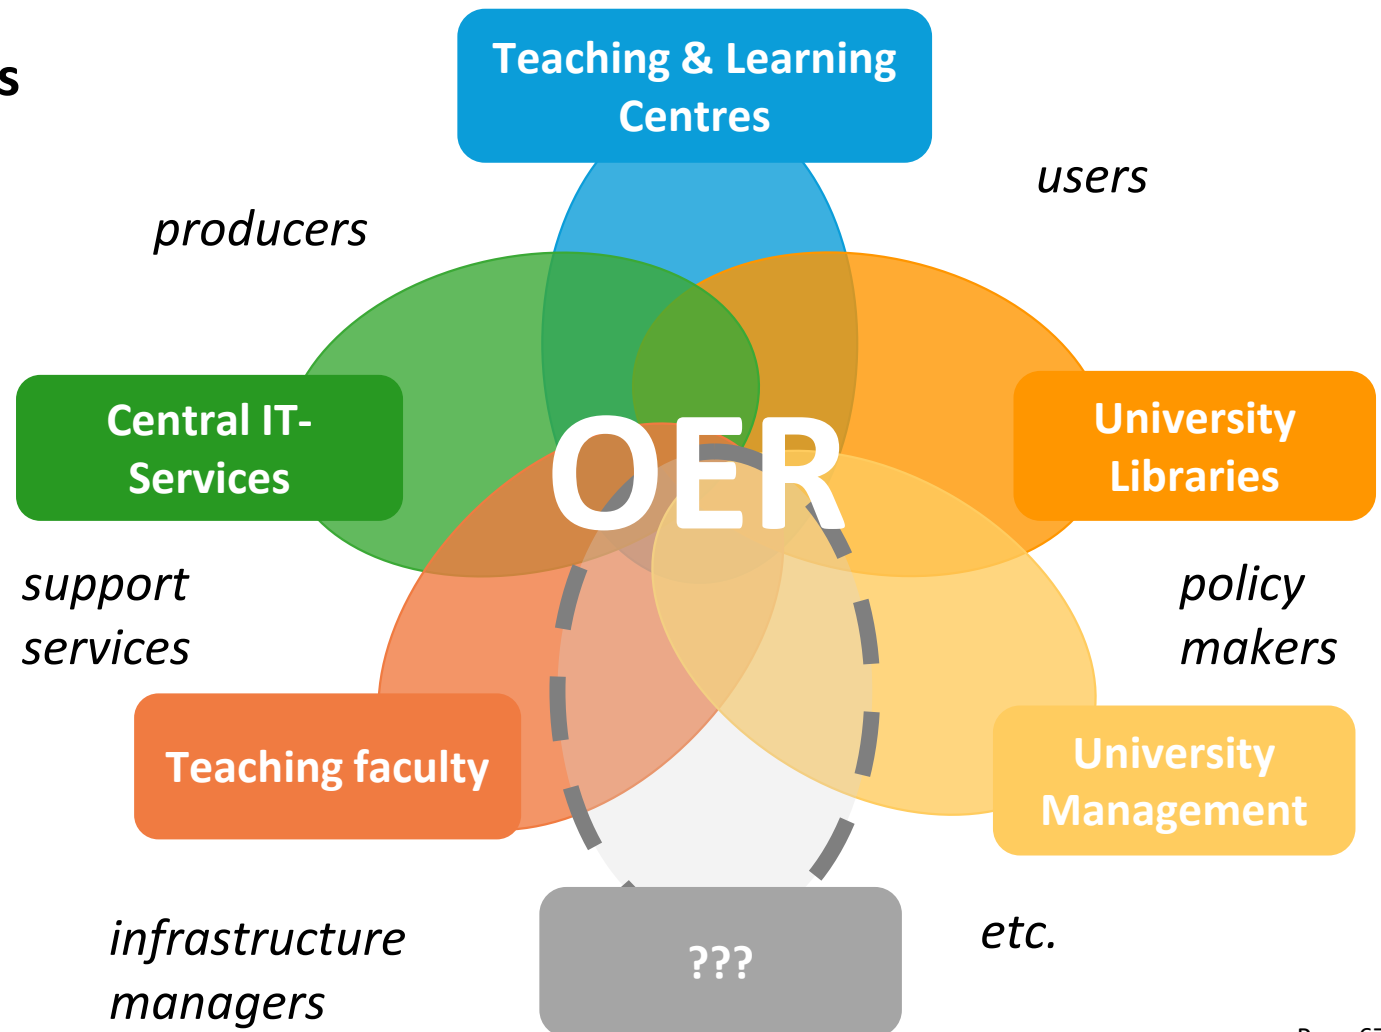 s
Teaching & Learning
Centres
users
producers
Central IT-
Services
OER
University
Libraries
support
services
policy
makers
Teaching faculty
University
Management
infrastructure
managers
???
etc.